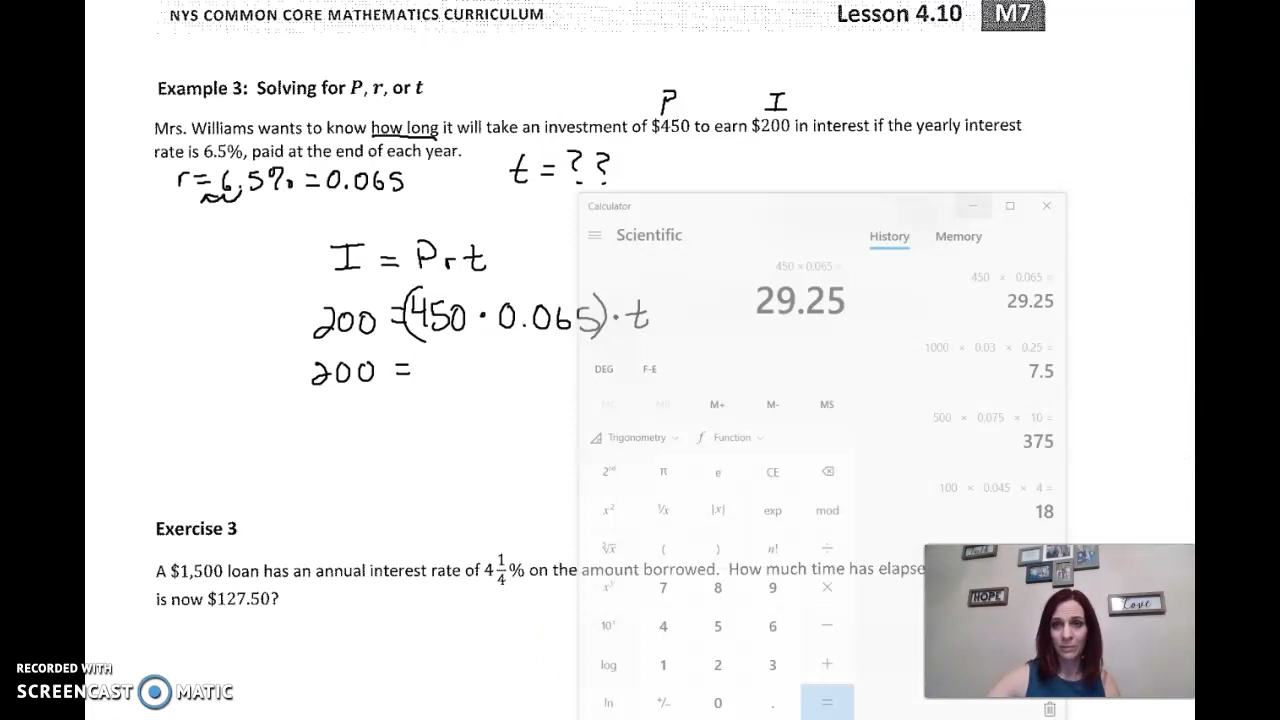 NYS COMMON CORE MATHEMATICS CURRICULUM
Lesson 4.10
M7
Example 3: Solving for P, r, or t
P
I
Mrs. Williams wants to know how long it will take an investment of $450 to earn $200 in interest if the yearly interest
rate is 6.5%, paid at the end of each year.
r = 6.5% = 0.065
t = ??
I = Prt
200 = (450 · 0.065) · t
200 =
Calculator
Scientific
History
Memory
450 × 0.065 =
29.25
450 × 0.065 =
29.25
1000 × 0.03 × 0.25 =
7.5
500 × 0.075 × 10 =
375
100 × 0.045 × 4 =
18
DEG
F-E
MC
MR
M+
M-
MS
Trigonometry
Function
2ⁿᵈ
π
e
CE
x²
¹/x
|x|
exp
mod
²√x
(
)
n!
÷
xʸ
7
8
9
×
10ˣ
4
5
6
−
log
1
2
3
+
ln
+/-
0
.
=
Exercise 3
A $1,500 loan has an annual interest rate of 4 1/4% on the amount borrowed. How much time has elapse
is now $127.50?
HOPE
Love
RECORDED WITH
SCREENCAST MATIC